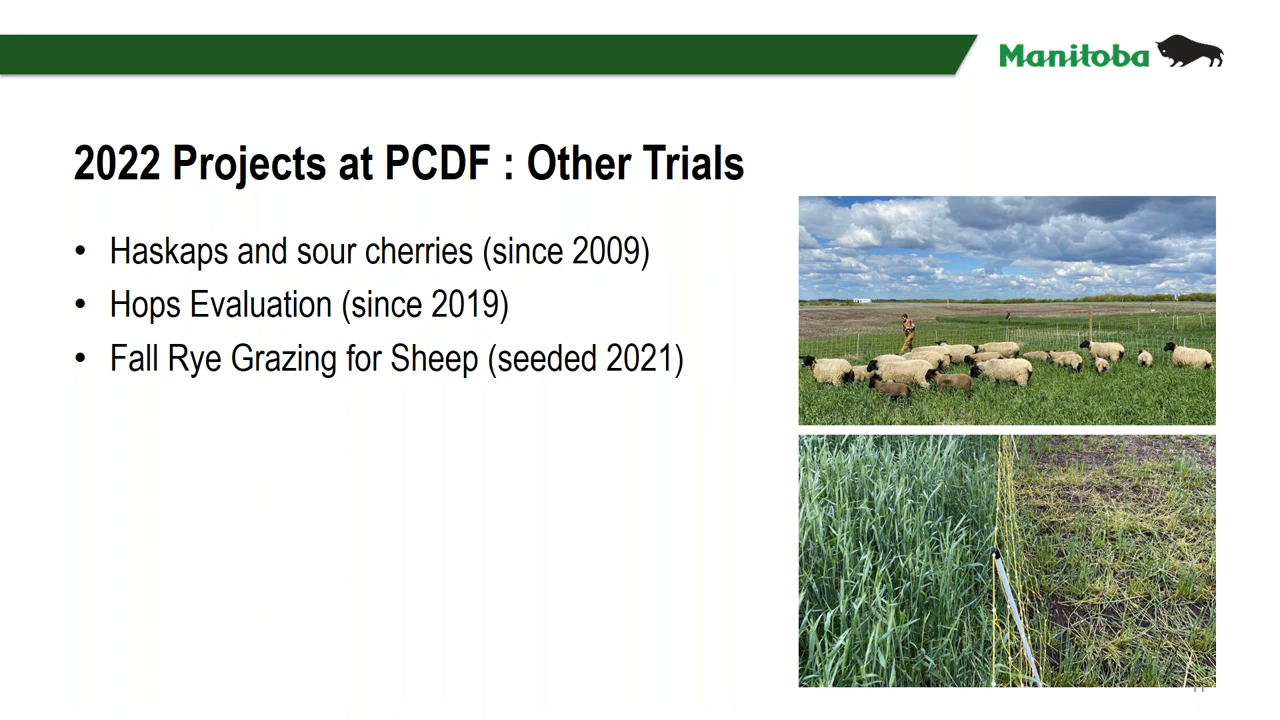 Manitoba
2022 Projects at PCDF : Other Trials
• Haskaps and sour cherries (since 2009)
• Hops Evaluation (since 2019)
• Fall Rye Grazing for Sheep (seeded 2021)